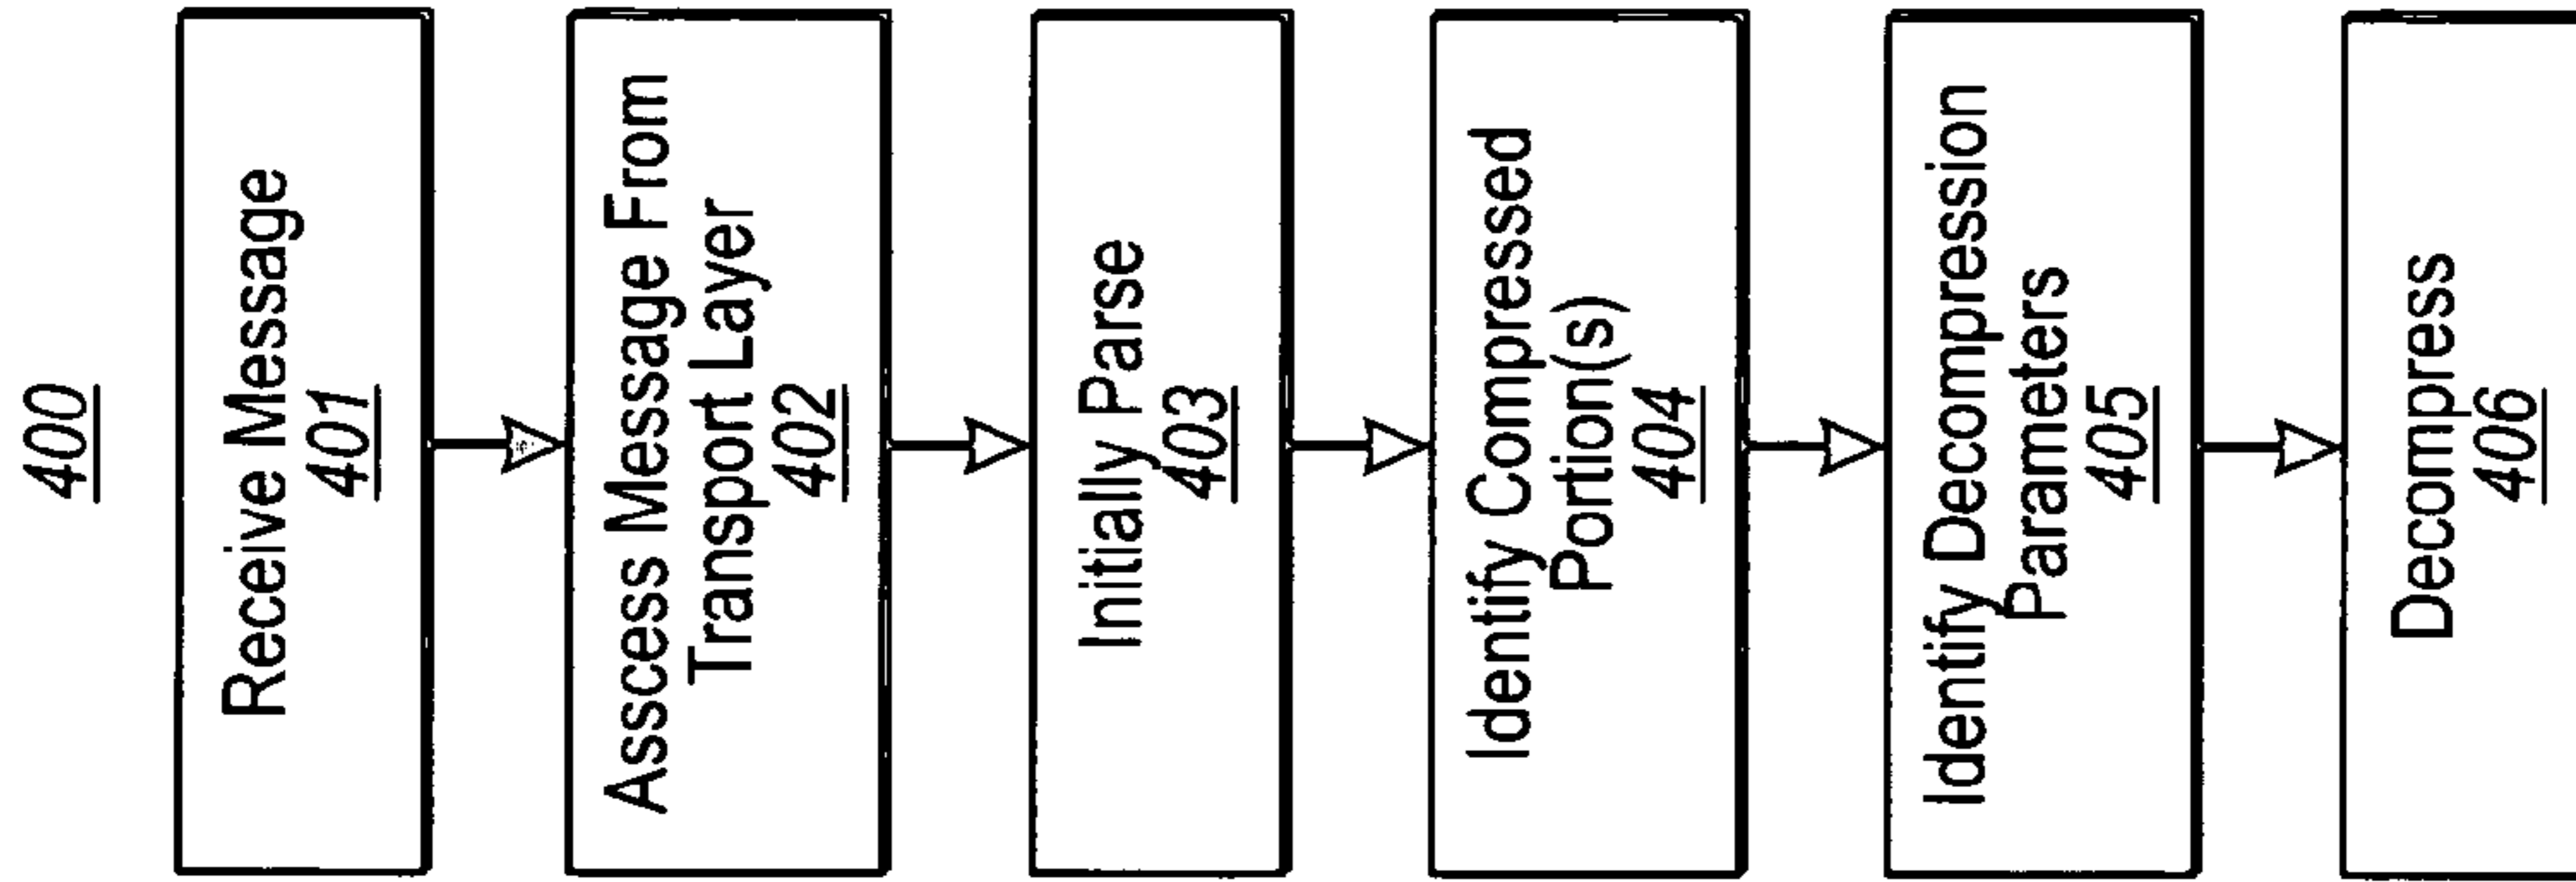 400
Receive Message
401
Asscess Message From
Transport Layer
402
Initially Parse
403
Identify Compressed
Portion(s)
404
Identify Decompression
Parameters
405
Decompress
406